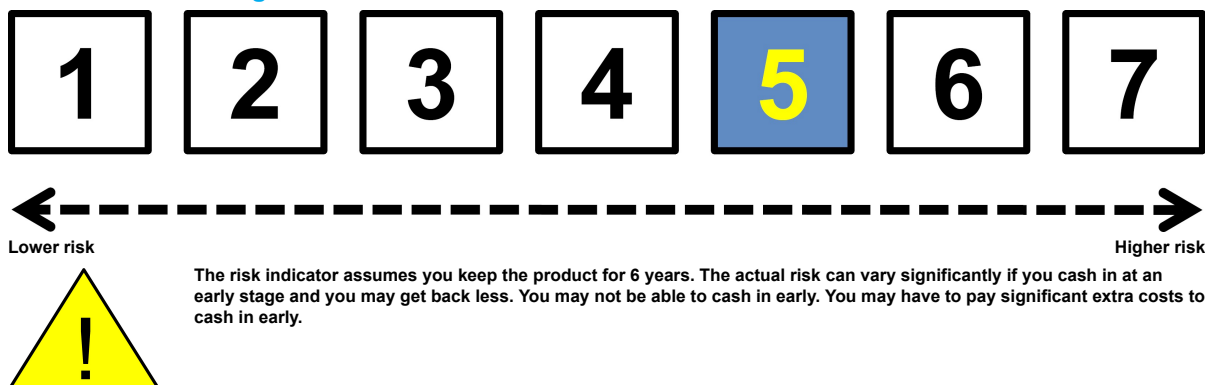 1 2 3 4 5 6 7
Lower risk Higher risk
The risk indicator assumes you keep the product for 6 years. The actual risk can vary significantly if you cash in at an
early stage and you may get back less. You may not be able to cash in early. You may have to pay significant extra costs to
cash in early.
!